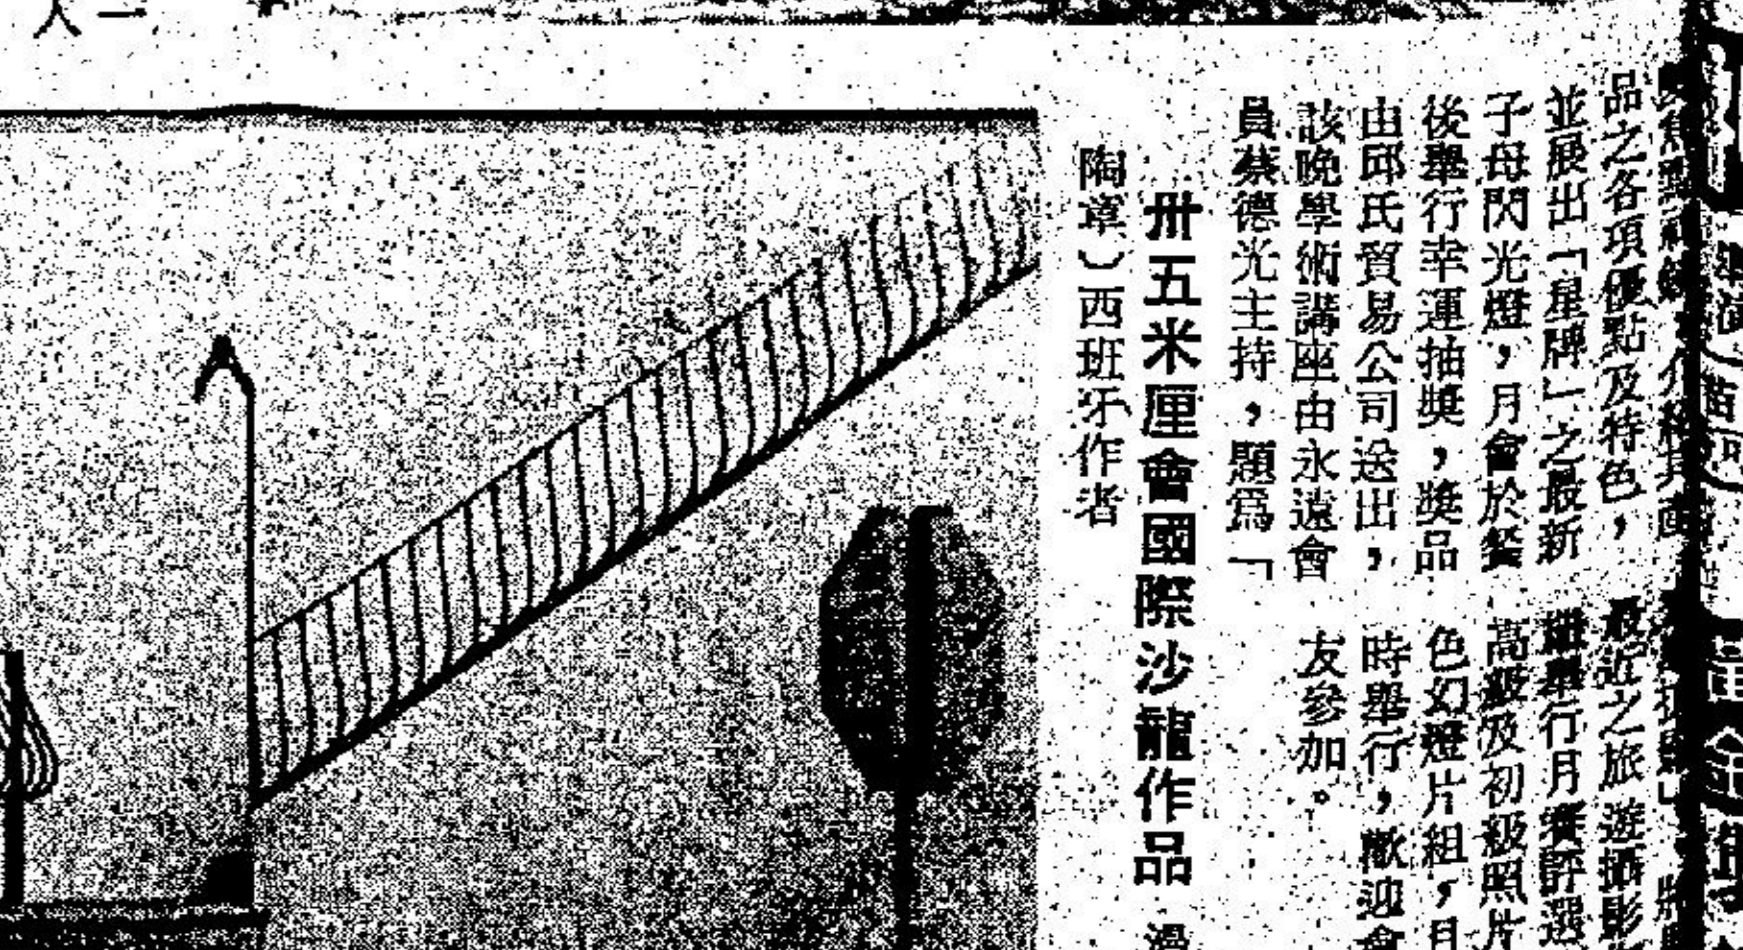 品之各項優點及特色，
並展出「星牌」之最新
子母閃光燈，月會於餐
後舉行幸運抽獎，獎品
由邱氏貿易公司送出，
該晚學術講座由永遠會
員蔡德光主持，題為「
最近之旅遊攝影
舉行月賽評選
高級及初級照片
色幻燈片組，
時舉行，歡迎會
友參加。
卅五米厘會國際沙龍作品
陶章〕西班牙作者